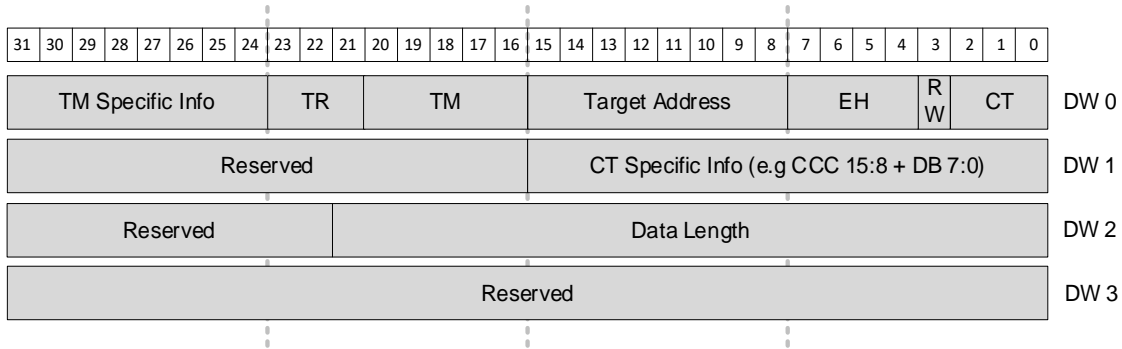 31 30 29 28 27 26 25 24 23 22 21 20 19 18 17 16 15 14 13 12 11 10 9 8 7 6 5 4 3 2 1 0
TM Specific Info TR TM Target Address EH RW CT DW 0
Reserved CT Specific Info (e.g CCC 15:8 + DB 7:0) DW 1
Reserved Data Length DW 2
Reserved DW 3